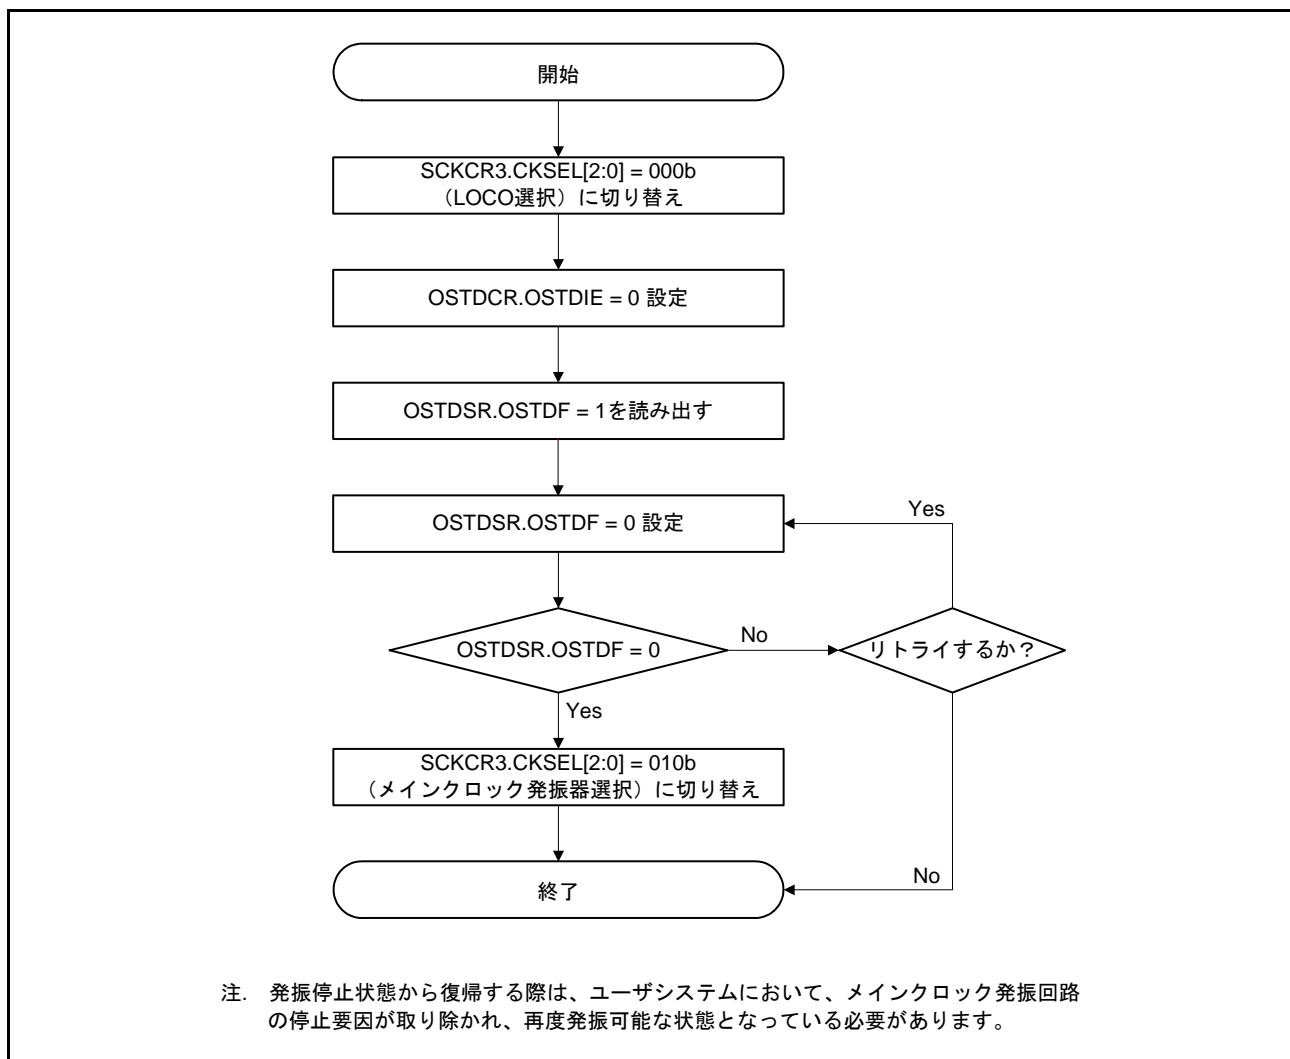 開始
SCKCR3.CKSEL[2:0] = 000b
（LOCO選択）に切り替え
OSTDCR.OSTDIE = 0 設定
OSTDSR.OSTDF = 1を読み出す
OSTDSR.OSTDF = 0 設定
Yes
OSTDSR.OSTDF = 0
No
リトライするか？
Yes
SCKCR3.CKSEL[2:0] = 010b
（メインクロック発振器選択）に切り替え
終了
No
注. 発振停止状態から復帰する際は、ユーザシステムにおいて、メインクロック発振回路
の停止要因が取り除かれ、再度発振可能な状態となっている必要があります。